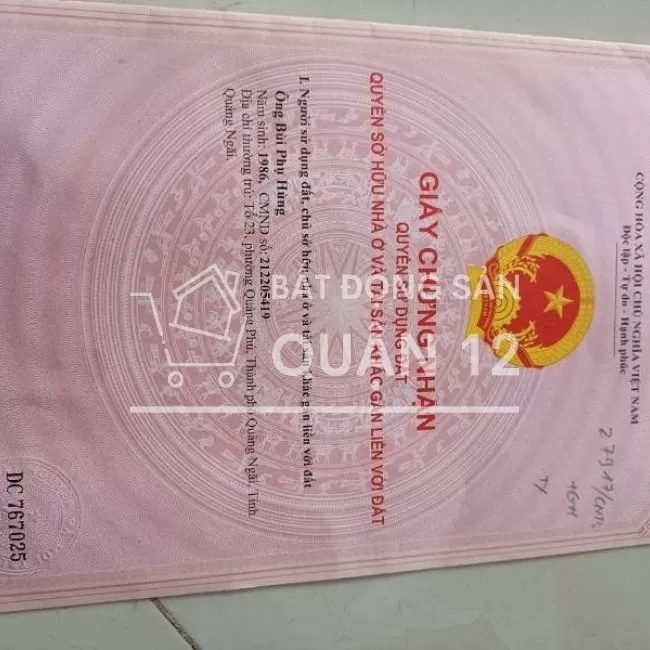 CỘNG HÒA XÃ HỘI CHỦ NGHĨA VIỆT NAM
Độc lập - Tự do - Hạnh phúc
GIẤY CHỨNG NHẬN
QUYỀN SỬ DỤNG ĐẤT
QUYỀN SỞ HỮU NHÀ Ở VÀ TÀI SẢN KHÁC GẮN LIỀN VỚI ĐẤT
I. Người sử dụng đất, chủ sở hữu nhà ở và tài sản khác gắn liền với đất
Ông Bùi Phụ Hùng
Năm sinh: 1986, CMND số: 212205419
Địa chỉ thường trú: Tổ 23, phường Quảng Phú, Thành phố Quảng Ngãi, Tỉnh
Quảng Ngãi.
DC 767025
BẤT ĐỘNG SẢN
QUẬN 12